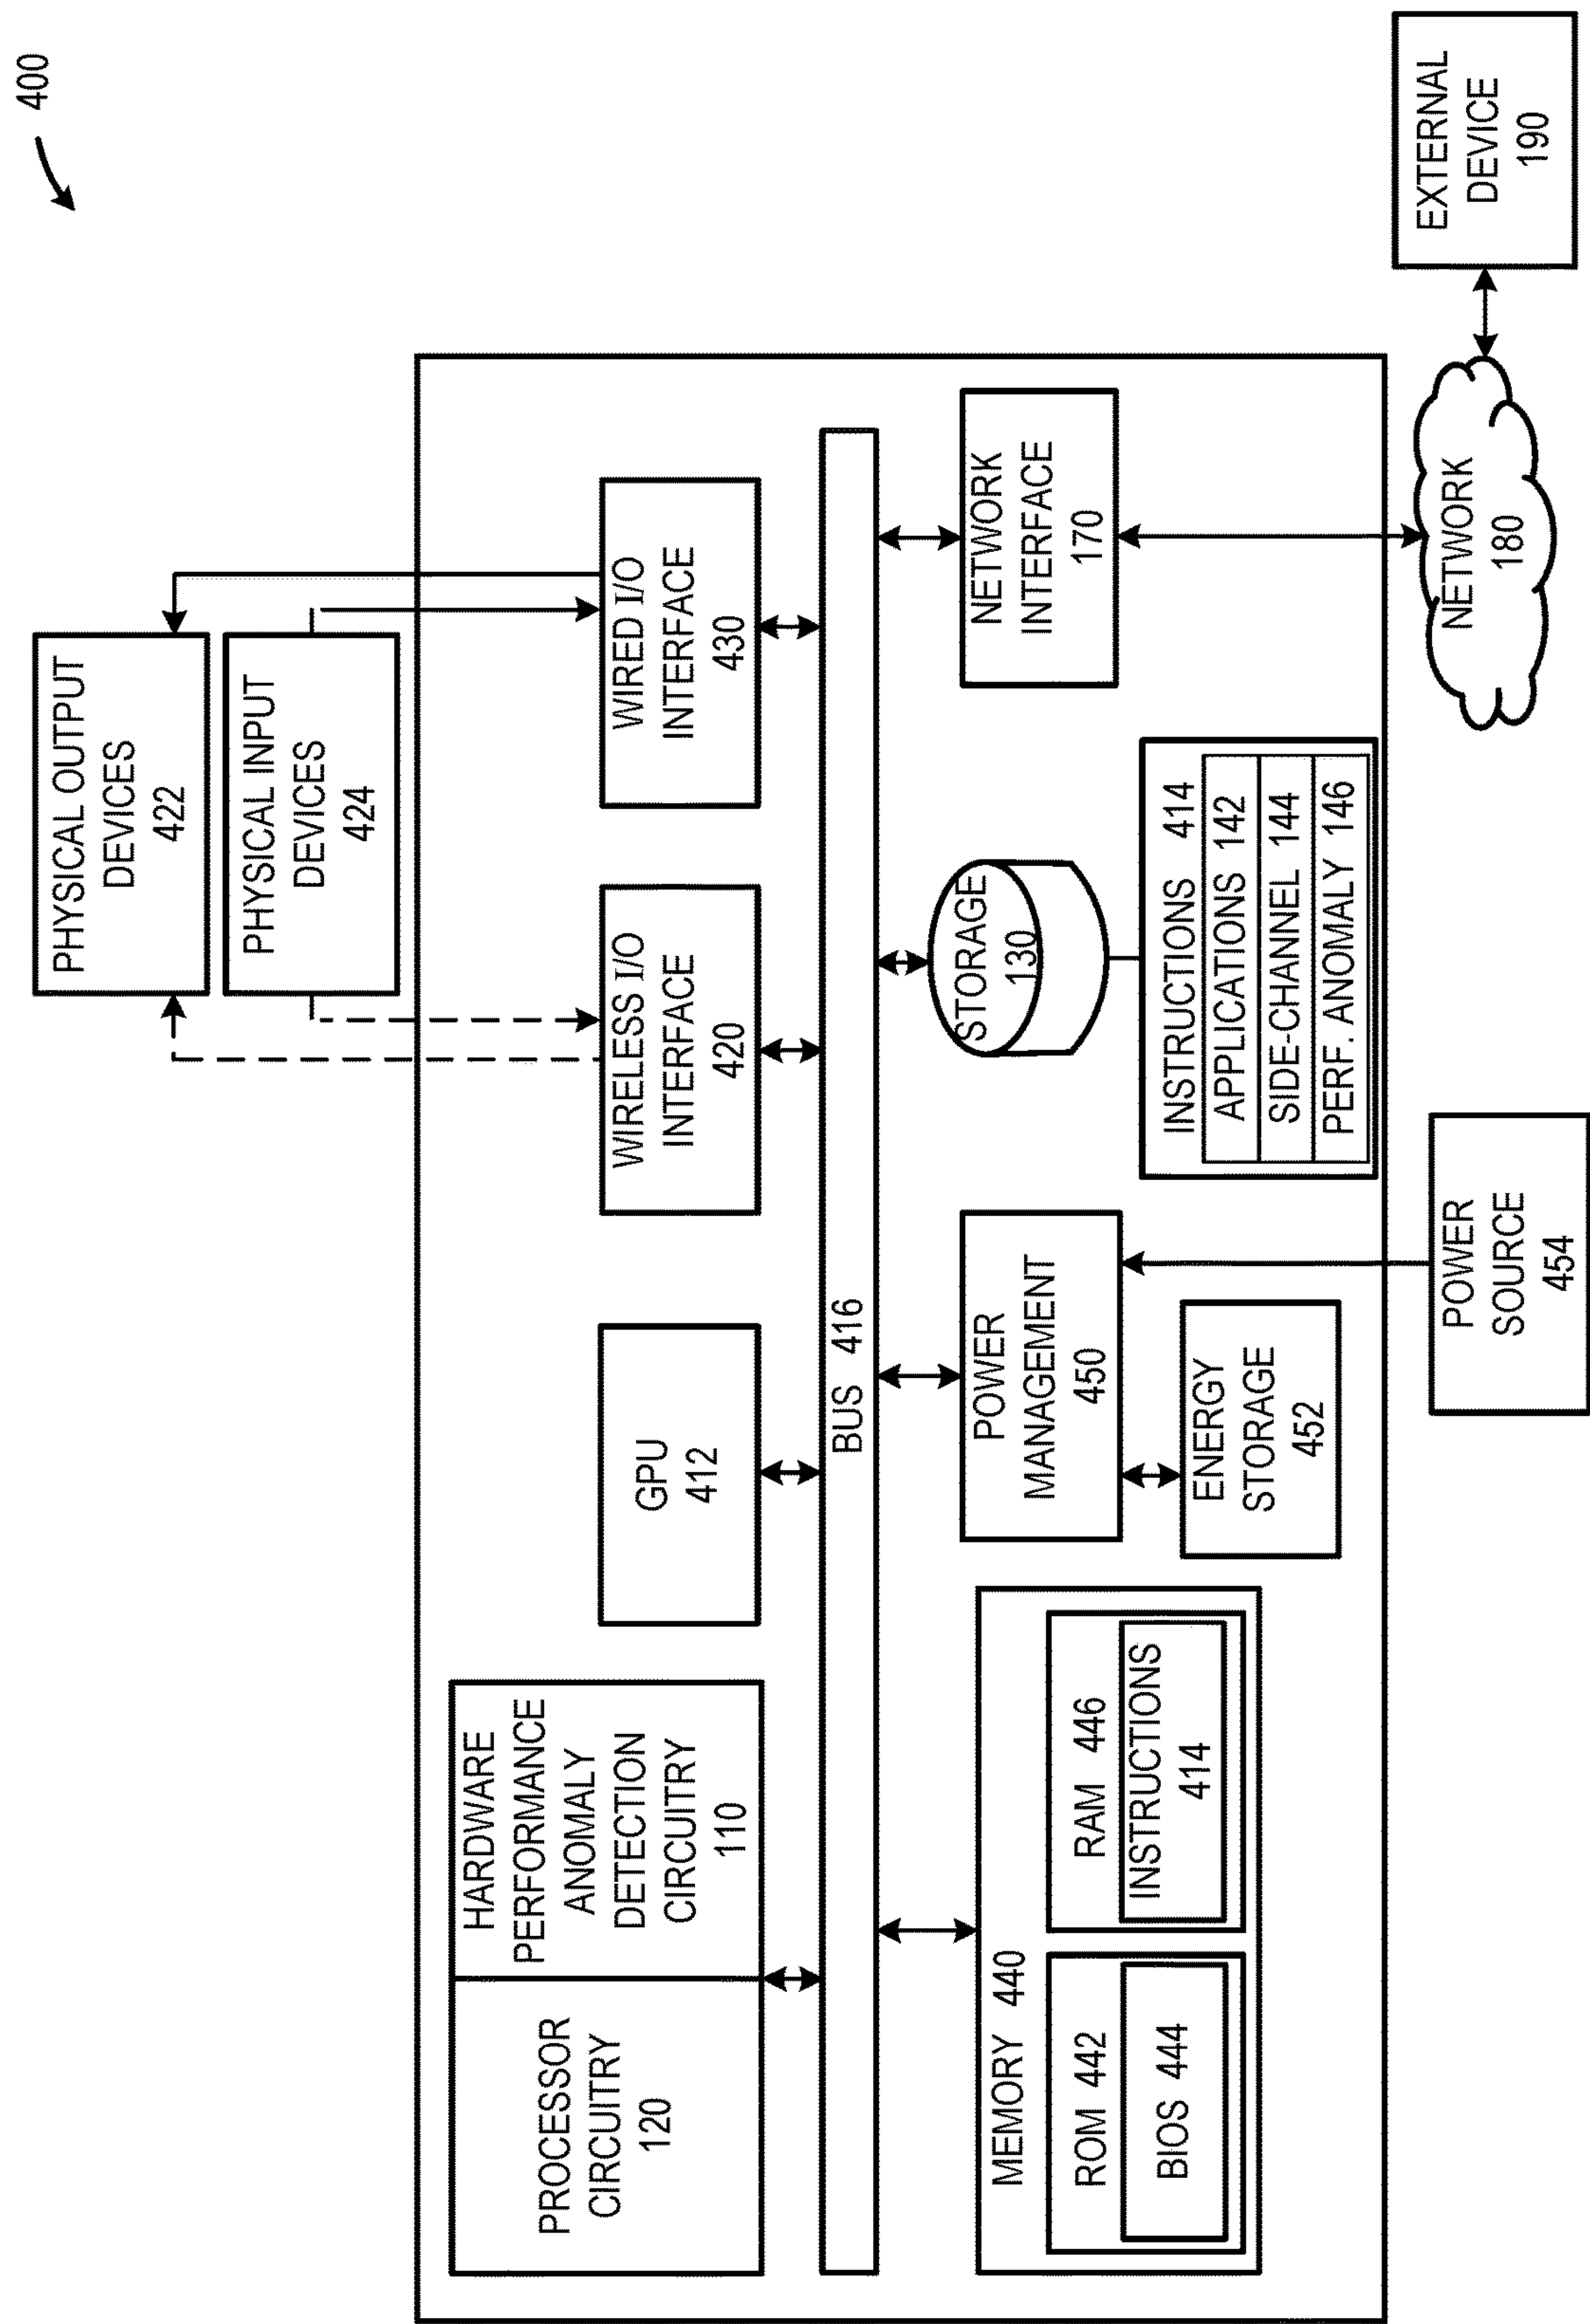 400
PHYSICAL OUTPUT
DEVICES
422
PHYSICAL INPUT
DEVICES
424
PROCESSOR
CIRCUITRY
120
HARDWARE
PERFORMANCE
ANOMALY
DETECTION
CIRCUITRY
110
GPU
412
WIRELESS I/O
INTERFACE
420
WIRED I/O
INTERFACE
430
BUS 416
MEMORY 440
ROM 442
BIOS 444
RAM 446
INSTRUCTIONS
414
POWER
MANAGEMENT
450
ENERGY
STORAGE
452
STORAGE
130
INSTRUCTIONS 414
APPLICATIONS 142
SIDE-CHANNEL 144
PERF. ANOMALY 146
NETWORK
INTERFACE
170
POWER
SOURCE
454
NETWORK
180
EXTERNAL
DEVICE
190